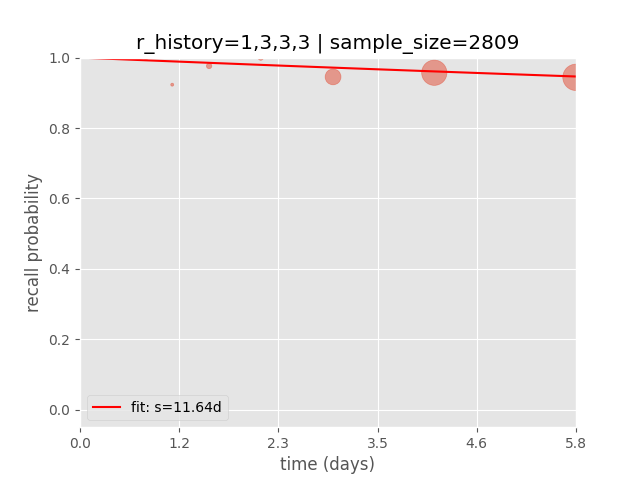 r_history=1,3,3,3 | sample_size=2809
recall probability
1.0
0.8
0.6
0.4
0.2
0.0
fit: s=11.64d
0.0 1.2 2.3 3.5 4.6 5.8
time (days)